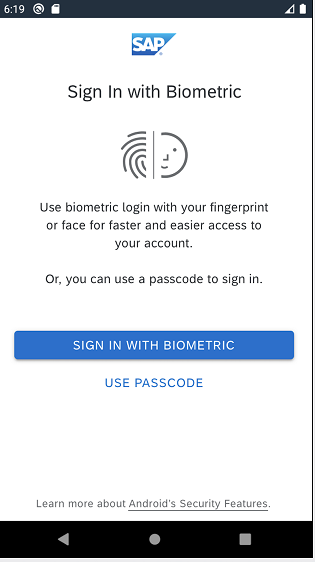 6:19
SAP
Sign In with Biometric
Use biometric login with your fingerprint
or face for faster and easier access to
your account.
Or, you can use a passcode to sign in.
SIGN IN WITH BIOMETRIC
USE PASSCODE
Learn more about Android's Security Features.